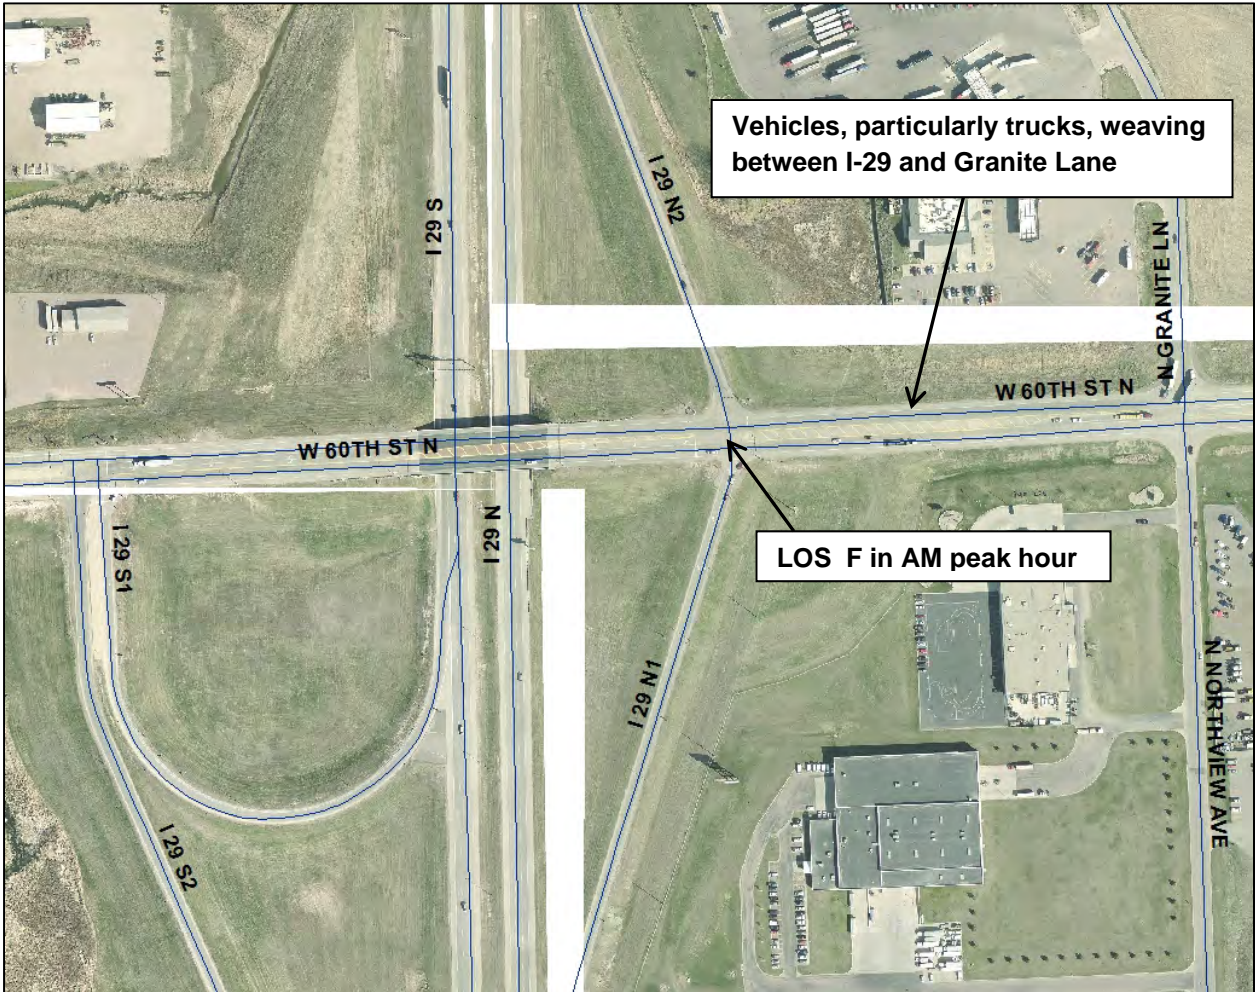 Vehicles, particularly trucks, weaving
between I-29 and Granite Lane
I 29 S
I 29 N2
N GRANITE LN
W 60TH ST N
W 60TH ST N
I 29 N
I 29 S1
LOS F in AM peak hour
I 29 N1
N NORTHVIEW AVE
I 29 S2